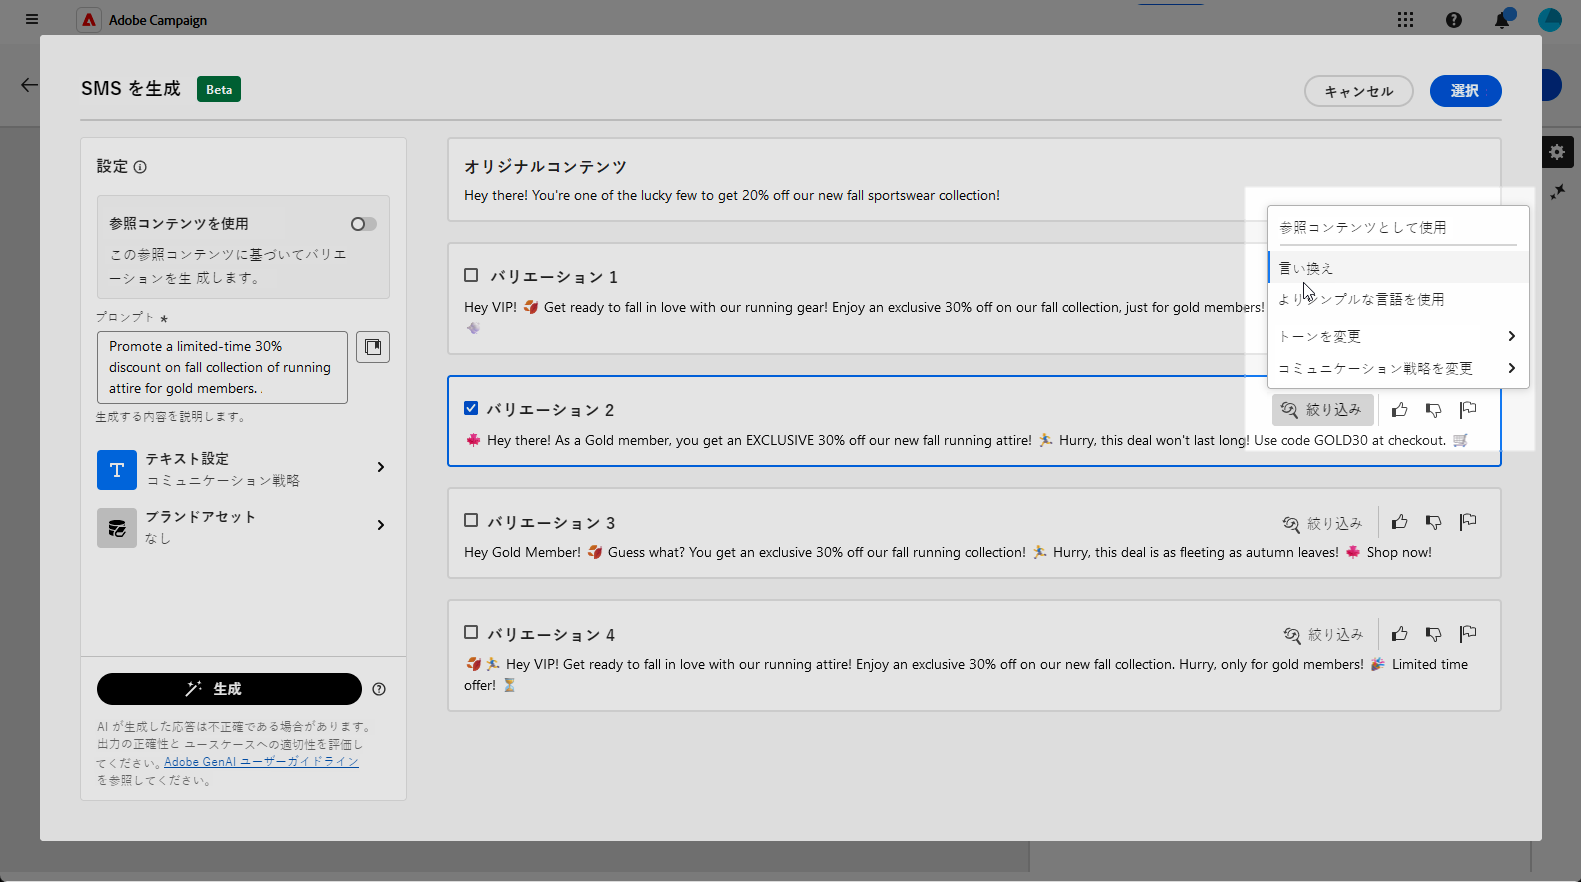 Adobe Campaign
SMS を生成
Beta
キャンセル
選択
設定
参照コンテンツを使用
この参照コンテンツに基づいてバリエ
ーションを生 成します。
プロンプト *
Promote a limited-time 30%
discount on fall collection of running
attire for gold members.
生成する内容を説明します。
テキスト設定
コミュニケーション戦略
ブランドアセット
なし
生成
AI が生成した応答は不正確である場合があります。
出力の正確性と ユースケースへの適切性を評価し
てください。Adobe GenAI ユーザーガイドライン
を参照してください。
オリジナルコンテンツ
Hey there! You're one of the lucky few to get 20% off our new fall sportswear collection!
バリエーション 1
Hey VIP! 🍂 Get ready to fall in love with our running gear! Enjoy an exclusive 30% off on our fall collection, just for gold members!
参照コンテンツとして使用
言い換え
よりシンプルな言語を使用
トーンを変更
コミュニケーション戦略を変更
バリエーション 2
絞り込み
🍁 Hey there! As a Gold member, you get an EXCLUSIVE 30% off our new fall running attire! 🏃 Hurry, this deal won't last long! Use code GOLD30 at checkout. 🛒
バリエーション 3
絞り込み
Hey Gold Member! 🍂 Guess what? You get an exclusive 30% off our fall running collection! 🏃 Hurry, this deal is as fleeting as autumn leaves! 🍁 Shop now!
バリエーション 4
絞り込み
🍂🏃 Hey VIP! Get ready to fall in love with our running attire! Enjoy an exclusive 30% off on our new fall collection. Hurry, only for gold members! 🎉 Limited time
offer! ⏳